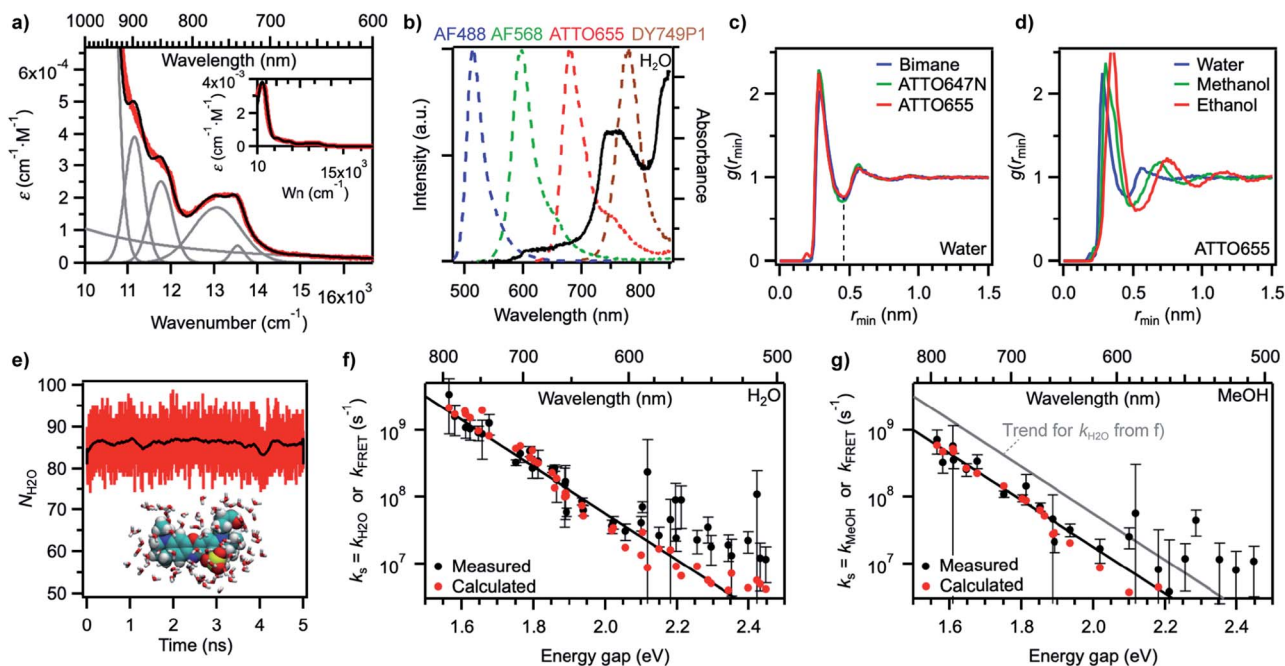 a)
1000 900 800 700 600
Wavelength (nm)
6x10⁻⁴
5
4
3
2
1
0
ε (cm⁻¹·M⁻¹)
4x10⁻³
2
0
ε (cm⁻¹·M⁻¹)
10 15x10³
Wn (cm⁻¹)
10 11 12 13 14 16x10³
Wavenumber (cm⁻¹)
b)
AF488 AF568 ATTO655 DY749P1
H₂O
Intensity (a.u.)
Absorbance
500 600 700 800
Wavelength (nm)
c)
Bimane
ATTO647N
ATTO655
g(r_min)
2
1
0
Water
0.0 0.5 1.0 1.5
r_min (nm)
d)
Water
Methanol
Ethanol
g(r_min)
2
1
0
ATTO655
0.0 0.5 1.0 1.5
r_min (nm)
e)
100
90
80
70
60
50
N_H2O
0 1 2 3 4 5
Time (ns)
f)
800 700 600 500
Wavelength (nm)
H₂O
10⁹
10⁸
10⁷
k_s = k_H2O or k_FRET (s⁻¹)
Measured
Calculated
1.6 1.8 2.0 2.2 2.4
Energy gap (eV)
g)
800 700 600 500
Wavelength (nm)
MeOH
Trend for k_H2O from f)
10⁹
10⁸
10⁷
k_s = k_MeOH or k_FRET (s⁻¹)
Measured
Calculated
1.6 1.8 2.0 2.2 2.4
Energy gap (eV)